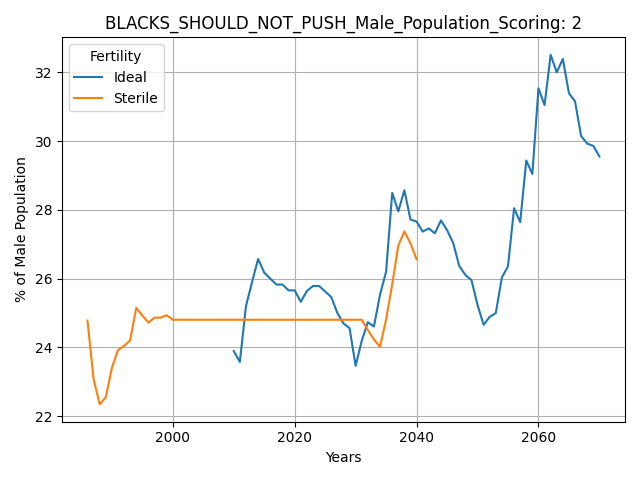 BLACKS_SHOULD_NOT_PUSH_Male_Population_Scoring: 2
Fertility
Ideal
Sterile
% of Male Population
32
30
28
26
24
22
2000 2020 2040 2060
Years